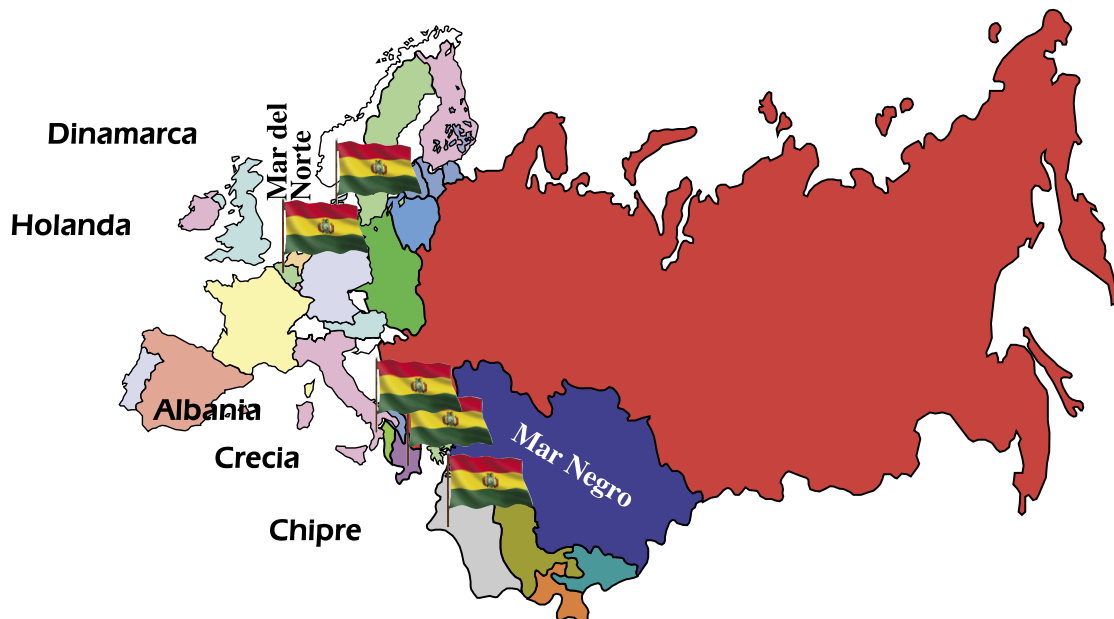 Dinamarca
Mar del
Norte
Holanda
Albania
Crecia
Mar Negro
Chipre